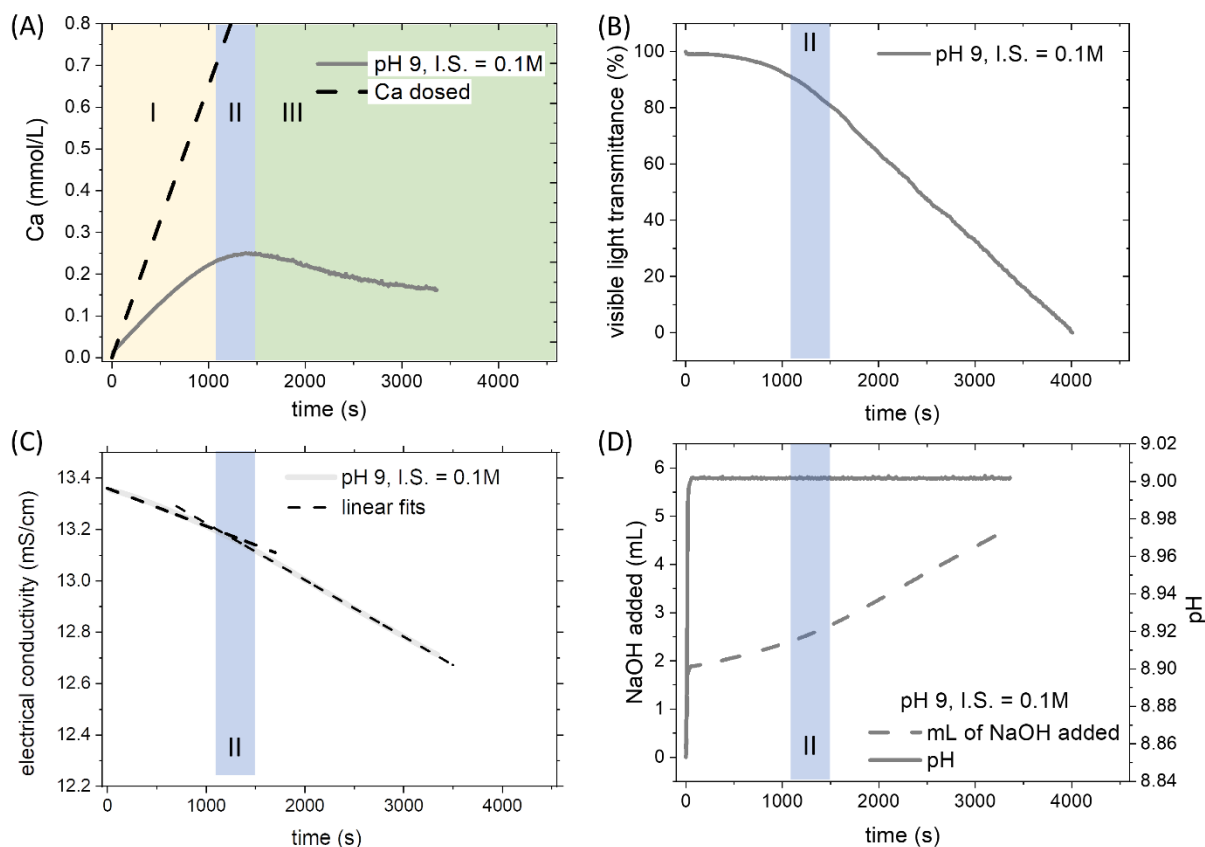 (A)
Ca (mmol/L)
0.8
0.7
0.6
0.5
0.4
0.3
0.2
0.1
0.0
I
II
III
pH 9, I.S. = 0.1M
Ca dosed
0 1000 2000 3000 4000
time (s)
(B)
visible light transmittance (%)
100
80
60
40
20
0
II
pH 9, I.S. = 0.1M
0 1000 2000 3000 4000
time (s)
(C)
electrical conductivity (mS/cm)
13.4
13.2
13.0
12.8
12.6
12.4
12.2
pH 9, I.S. = 0.1M
linear fits
II
0 1000 2000 3000 4000
time (s)
(D)
NaOH added (mL)
6
5
4
3
2
1
0
II
pH 9, I.S. = 0.1M
mL of NaOH added
pH
9.02
9.00
8.98
8.96
8.94
8.92
8.90
8.88
8.86
8.84
pH
0 1000 2000 3000 4000
time (s)